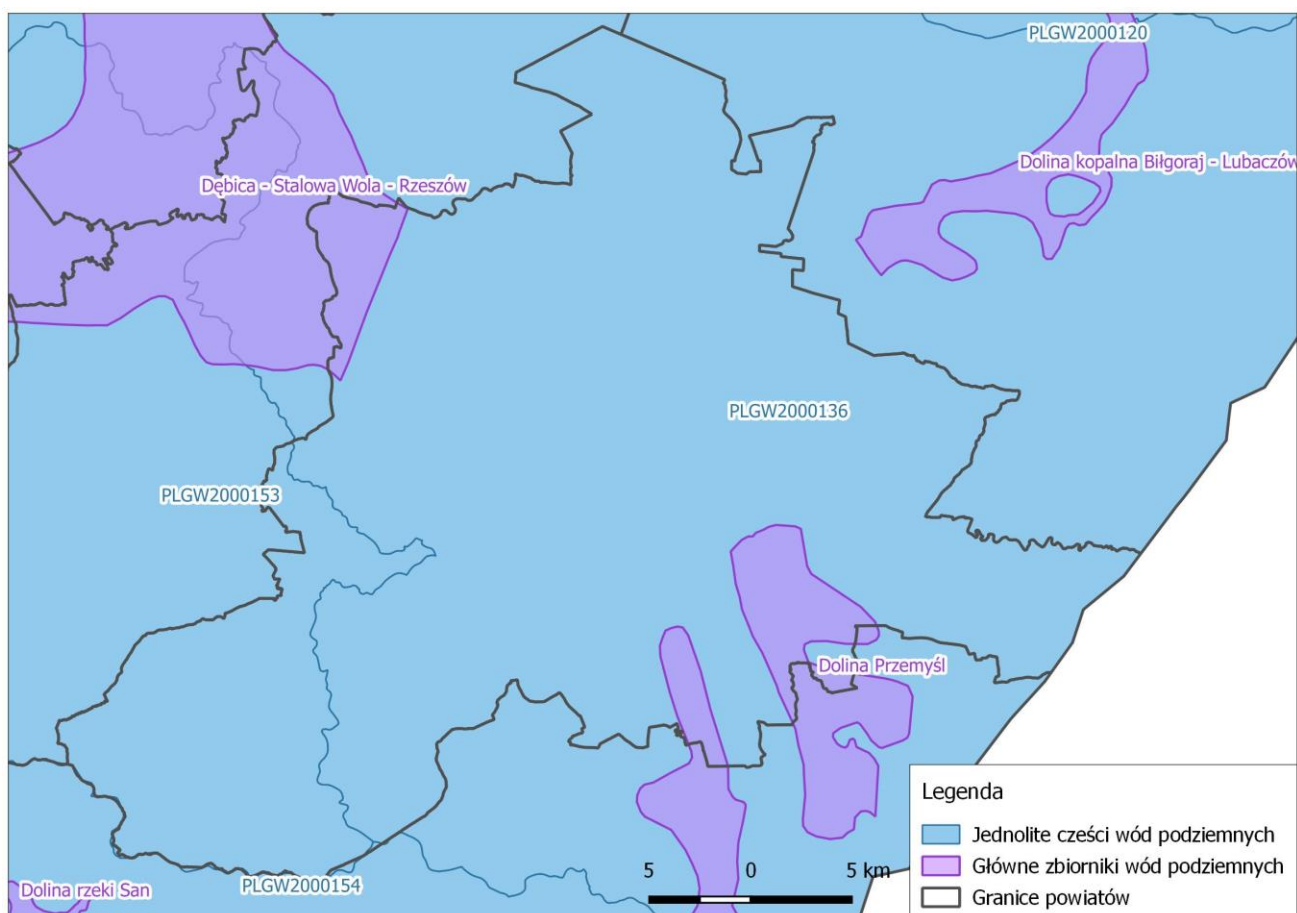 PLGW2000120
Dolina kopalna Biłgoraj - Lubaczów
Dębica - Stalowa Wola - Rzeszów
PLGW2000136
PLGW2000153
Dolina Przemyśl
Dolina rzeki San
PLGW2000154
5 0 5 km
Legenda
Jednolite cześci wód podziemnych
Główne zbiorniki wód podziemnych
Granice powiatów